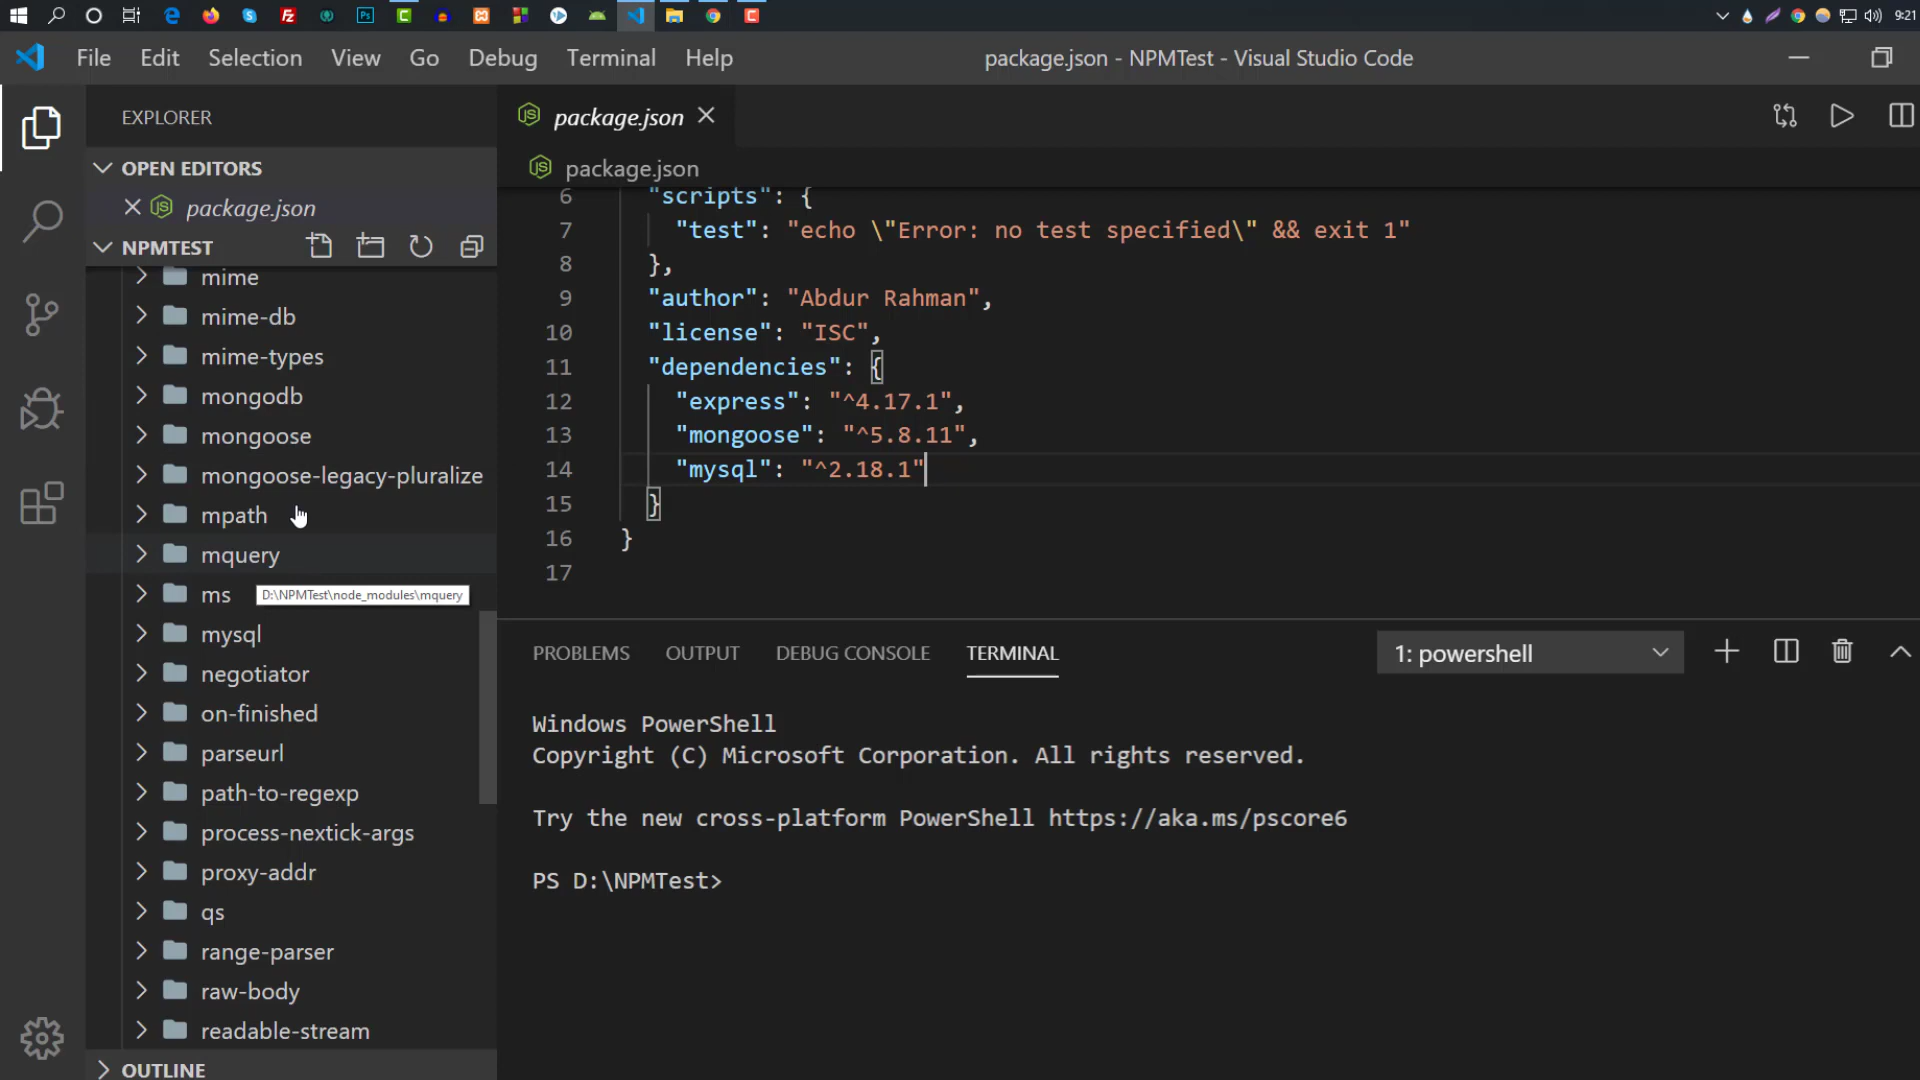 9:21
File Edit Selection View Go Debug Terminal Help
package.json - NPMTest - Visual Studio Code
EXPLORER
OPEN EDITORS
package.json
NPMTEST
mime
mime-db
mime-types
mongodb
mongoose
mongoose-legacy-pluralize
mpath
mquery
ms
D:\NPMTest\node_modules\mquery
mysql
negotiator
on-finished
parseurl
path-to-regexp
process-nextick-args
proxy-addr
qs
range-parser
raw-body
readable-stream
OUTLINE
package.json
package.json
6 "scripts": {
7 "test": "echo \"Error: no test specified\" && exit 1"
8 },
9 "author": "Abdur Rahman",
10 "license": "ISC",
11 "dependencies": {
12 "express": "^4.17.1",
13 "mongoose": "^5.8.11",
14 "mysql": "^2.18.1"
15 }
16 }
17
PROBLEMS OUTPUT DEBUG CONSOLE TERMINAL
1: powershell
Windows PowerShell
Copyright (C) Microsoft Corporation. All rights reserved.
Try the new cross-platform PowerShell https://aka.ms/pscore6
PS D:\NPMTest>